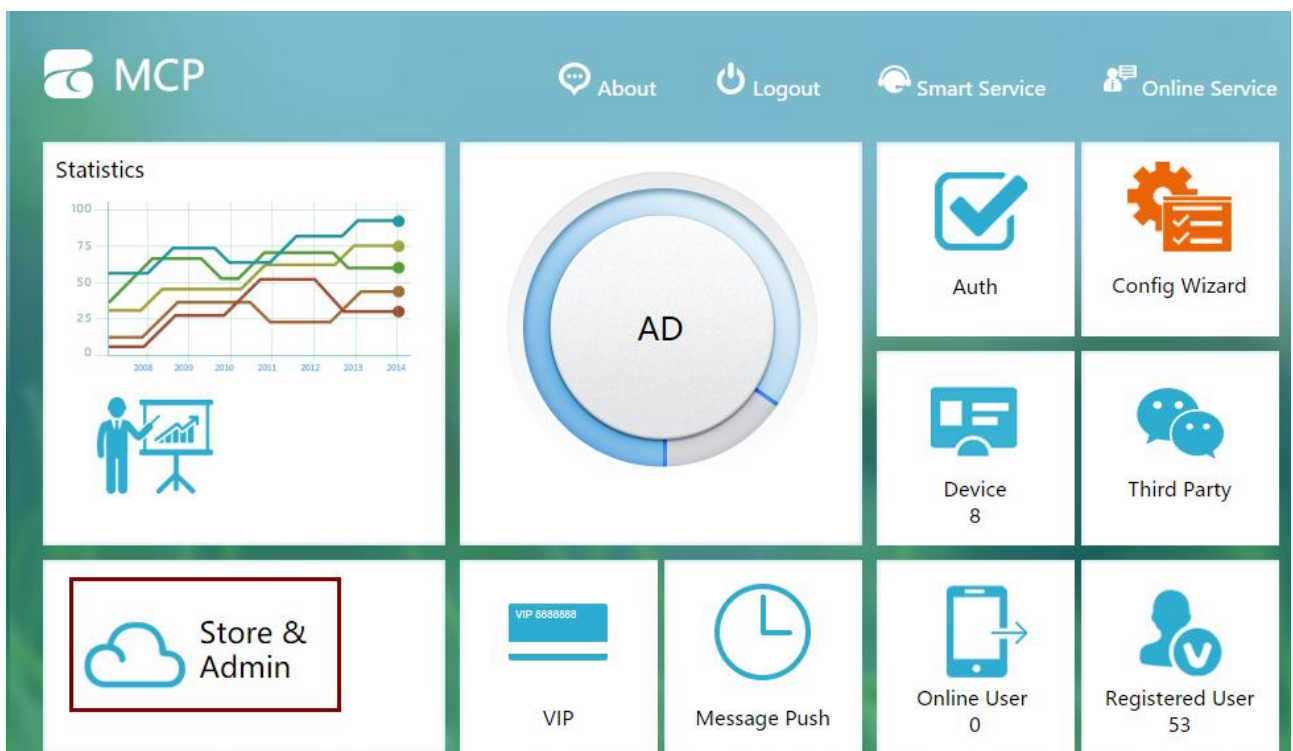 MCP
About
Logout
Smart Service
Online Service
Statistics
100
75
50
25
0
2008 2009 2010 2011 2012 2013 2014
AD
Auth
Config Wizard
Device
8
Third Party
Store &
Admin
VIP 8688888
VIP
Message Push
Online User
0
V
Registered User
53